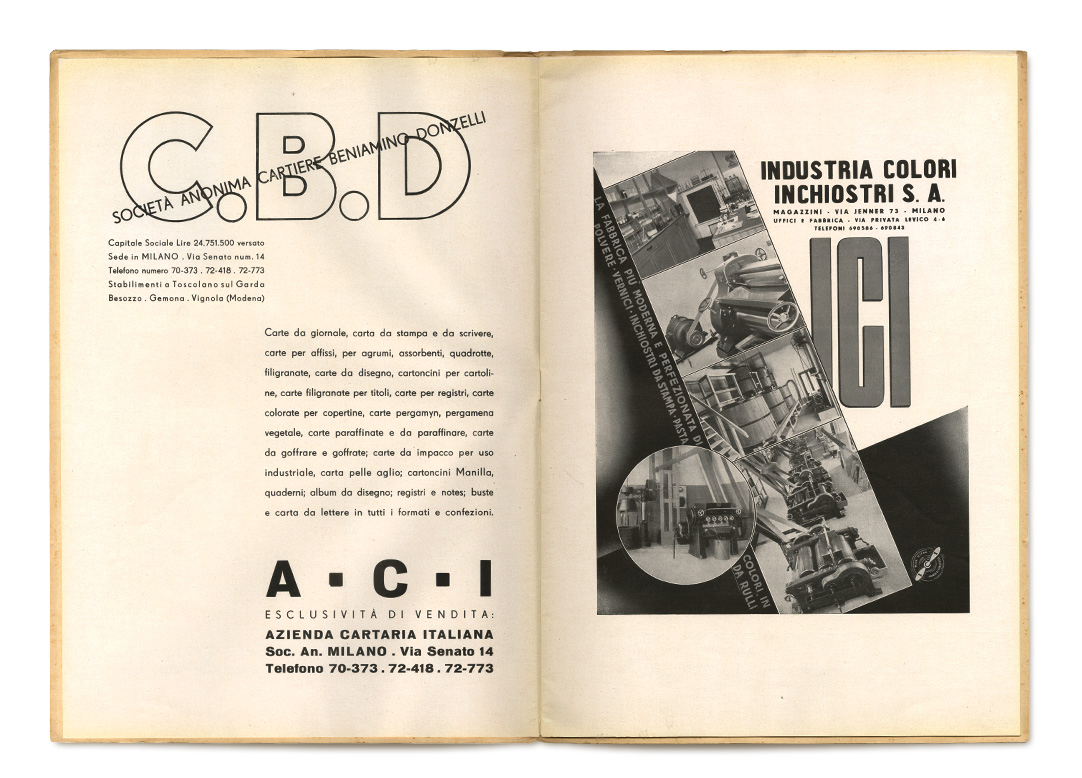 C.B.D
SOCIETÀ ANONIMA CARTIERE BENIAMINO DONZELLI
Capitale Sociale Lire 24.751.500 versato
Sede in MILANO . Via Senato num. 14
Telefono numero 70-373 . 72-418 . 72-773
Stabilimenti a Toscolano sul Garda
Besozzo . Gemona . Vignola (Modena)
Carte da giornale, carta da stampa e da scrivere,
carte per affissi, per agrumi, assorbenti, quadrotte,
filigranate, carte da disegno, cartoncini per cartoli-
ne, carte filigranate per titoli, carte per registri, carte
colorate per copertine, carte pergamyn, pergamena
vegetale, carte paraffinate e da paraffinare, carte
da goffrare e goffrate; carte da impacco per uso
industriale, carta pelle aglio; cartoncini Manilla,
quaderni; album da disegno; registri e notes; buste
e carta da lettere in tutti i formati e confezioni.
A · C · I
ESCLUSIVITÀ DI VENDITA:
AZIENDA CARTARIA ITALIANA
Soc. An. MILANO . Via Senato 14
Telefono 70-373 . 72-418 . 72-773
INDUSTRIA COLORI
INCHIOSTRI S. A.
MAGAZZINI - VIA JENNER 73 - MILANO
UFFICI E FABBRICA - VIA PRIVATA LEVICO 4-6
TELEFONI 690586 - 690843
ICI
LA FABBRICA PIÙ MODERNA E PERFEZIONATA DI
POLVERE · VERNICI · INCHIOSTRI DA STAMPA · PASTA
COLORI IN
DA RULLI